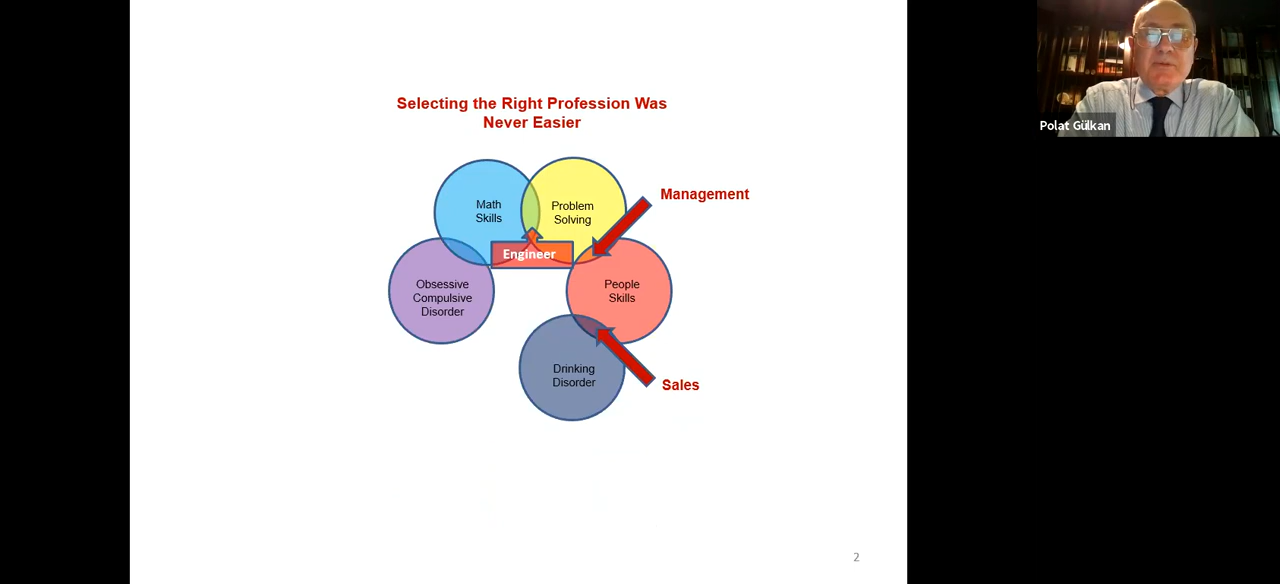 Selecting the Right Profession Was
Never Easier
Polat Gülkan
Management
Math
Skills
Problem
Solving
Engineer
Obsessive
Compulsive
Disorder
People
Skills
Drinking
Disorder
Sales
2